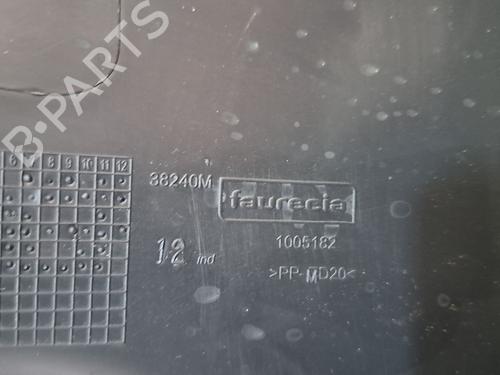 B-PARTS
6 7 8 9 10 11 12
38240M
faurecia
12 ind
1005182
>PP-MD20<